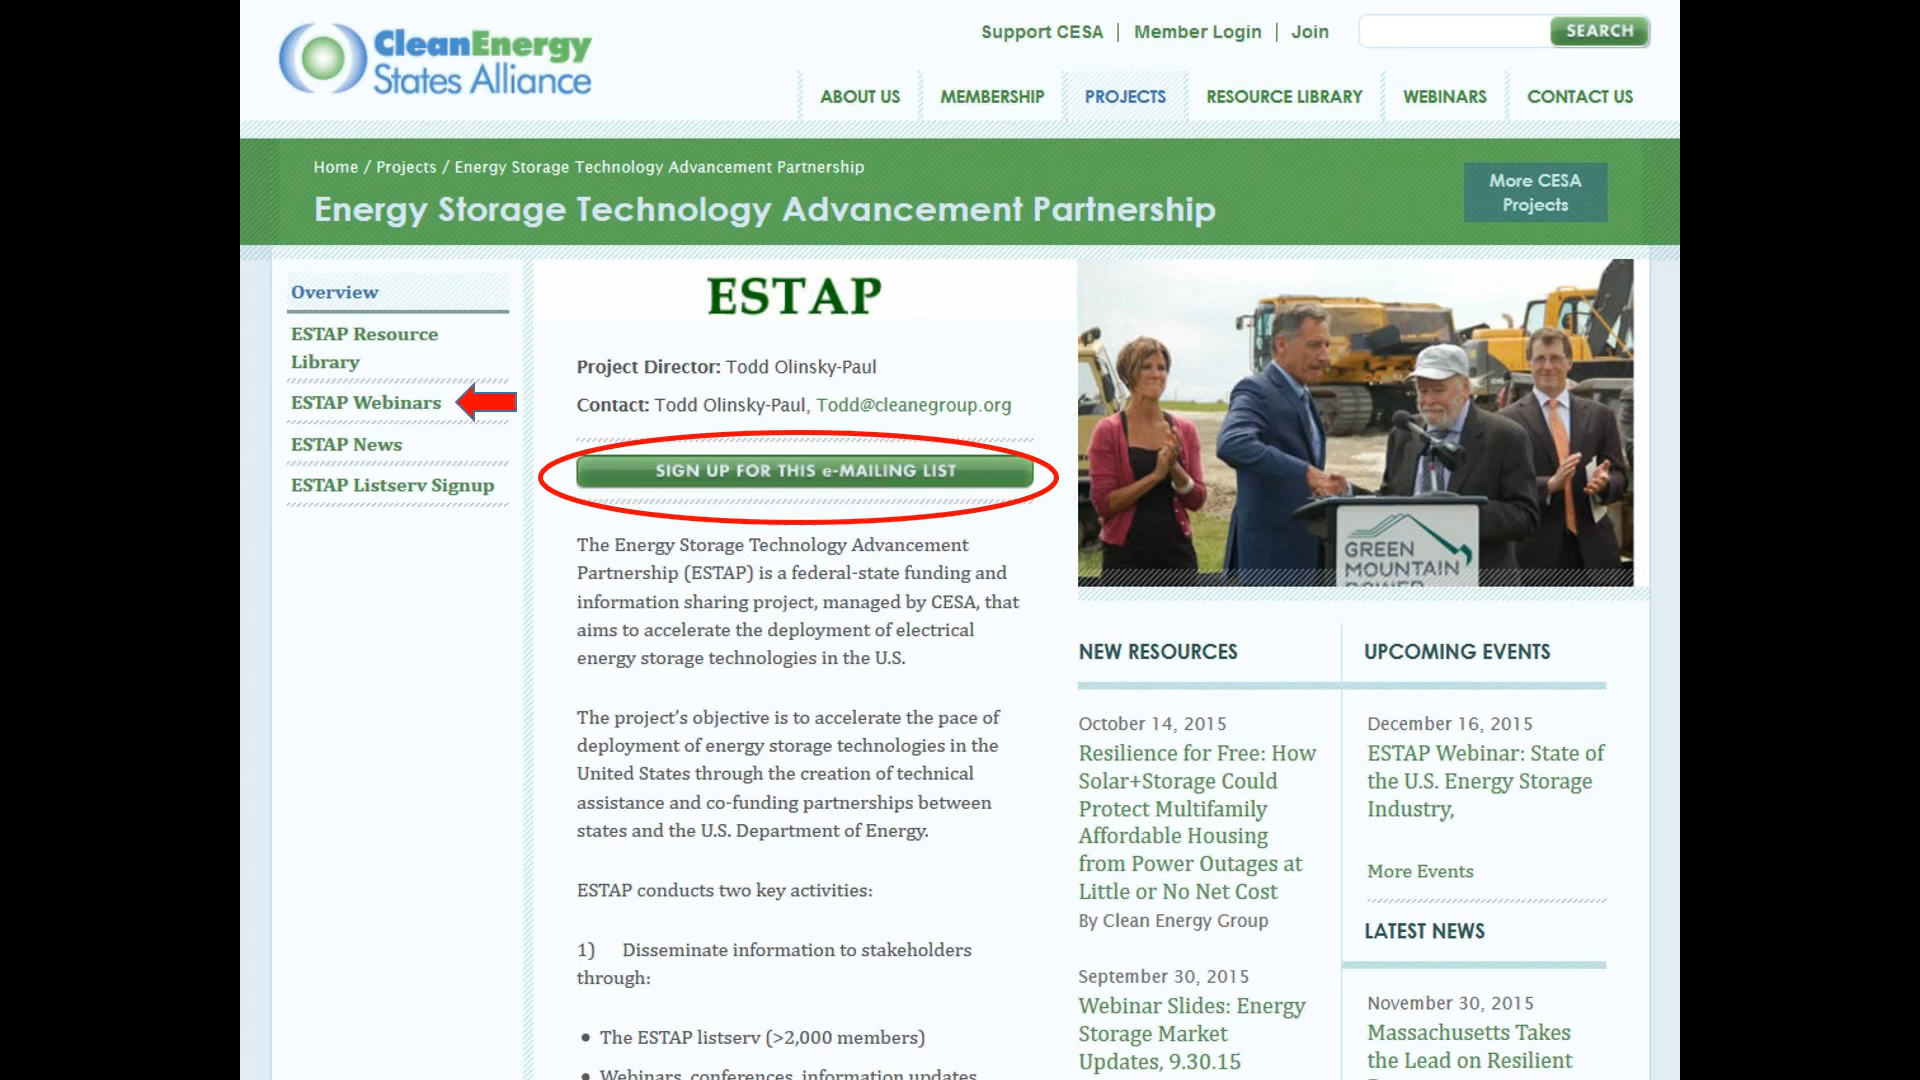 CleanEnergy
States Alliance
Support CESA | Member Login | Join
SEARCH
ABOUT US
MEMBERSHIP
PROJECTS
RESOURCE LIBRARY
WEBINARS
CONTACT US
Home / Projects / Energy Storage Technology Advancement Partnership
Energy Storage Technology Advancement Partnership
More CESA
Projects
Overview
ESTAP Resource
Library
ESTAP Webinars
ESTAP News
ESTAP Listserv Signup
ESTAP
Project Director: Todd Olinsky-Paul
Contact: Todd Olinsky-Paul, Todd@cleanegroup.org
SIGN UP FOR THIS e-MAILING LIST
The Energy Storage Technology Advancement
Partnership (ESTAP) is a federal-state funding and
information sharing project, managed by CESA, that
aims to accelerate the deployment of electrical
energy storage technologies in the U.S.
The project's objective is to accelerate the pace of
deployment of energy storage technologies in the
United States through the creation of technical
assistance and co-funding partnerships between
states and the U.S. Department of Energy.
ESTAP conducts two key activities:
1) Disseminate information to stakeholders
through:
• The ESTAP listserv (>2,000 members)
• Webinars, conferences, information updates,
GREEN
MOUNTAIN
POWER
NEW RESOURCES
October 14, 2015
Resilience for Free: How
Solar+Storage Could
Protect Multifamily
Affordable Housing
from Power Outages at
Little or No Net Cost
By Clean Energy Group
September 30, 2015
Webinar Slides: Energy
Storage Market
Updates, 9.30.15
UPCOMING EVENTS
December 16, 2015
ESTAP Webinar: State of
the U.S. Energy Storage
Industry,
More Events
LATEST NEWS
November 30, 2015
Massachusetts Takes
the Lead on Resilient